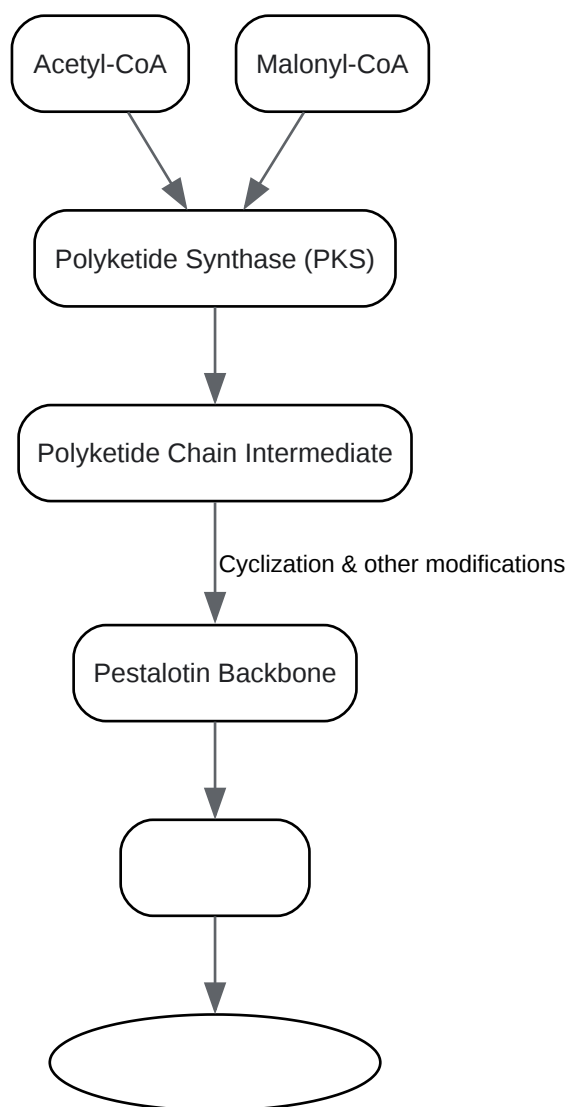 Acetyl-CoA
Malonyl-CoA
Polyketide Synthase (PKS)
Polyketide Chain Intermediate
Cyclization & other modifications
Pestalotin Backbone